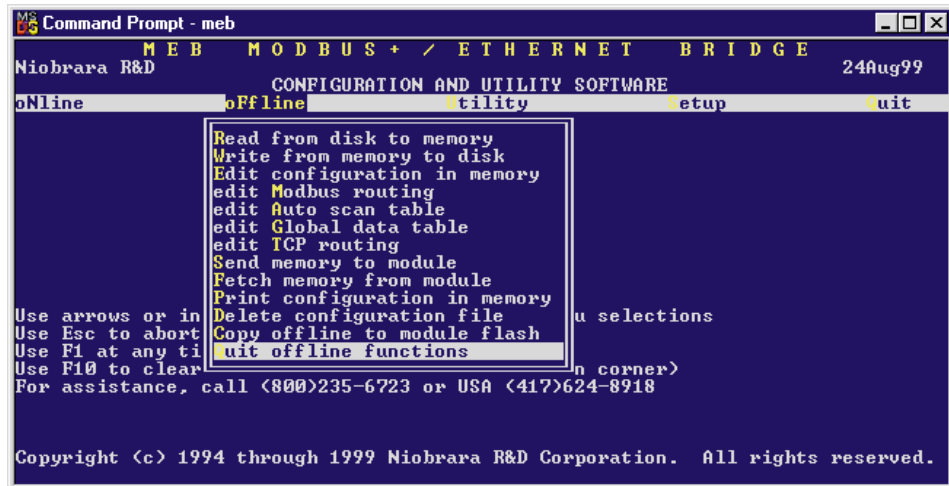 Command Prompt - meb
M E B M O D B U S + / E T H E R N E T B R I D G E
Niobrara R&D 24Aug99
CONFIGURATION AND UTILITY SOFTWARE
oNline oFfline Utility Setup Quit
Read from disk to memory
Write from memory to disk
Edit configuration in memory
edit Modbus routing
edit Auto scan table
edit Global data table
edit TCP routing
Send memory to module
Fetch memory from module
Print configuration in memory
Use arrows or in Delete configuration file u selections
Use Esc to abort Copy offline to module flash
Use F1 at any ti Quit offline functions
Use F10 to clear n corner)
For assistance, call (800)235-6723 or USA (417)624-8918
Copyright (c) 1994 through 1999 Niobrara R&D Corporation. All rights reserved.